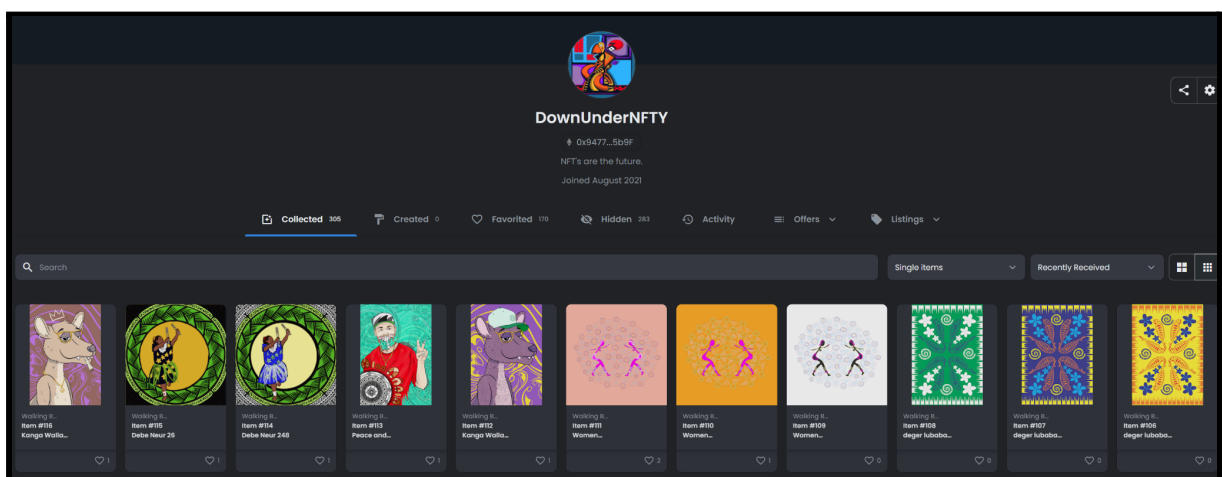 DownUnderNFTY
0x9477...5b9F
NFT's are the future.
Joined August 2021
Collected 305 Created 0 Favorited 170 Hidden 283 Activity Offers Listings
Search Single items Recently Received
Walking R...
Item #116
Kanga Walla...
1
Walking R...
Item #115
Debe Neur 26
1
Walking R...
Item #114
Debe Neur 248
1
Walking R...
Item #113
Peace and...
1
Walking R...
Item #112
Kanga Walla...
1
Walking R...
Item #111
Women...
2
Walking R...
Item #110
Women...
1
Walking R...
Item #109
Women...
0
Walking R...
Item #108
deger lubaba...
0
Walking R...
Item #107
deger lubaba...
0
Walking R...
Item #106
deger lubaba...
0